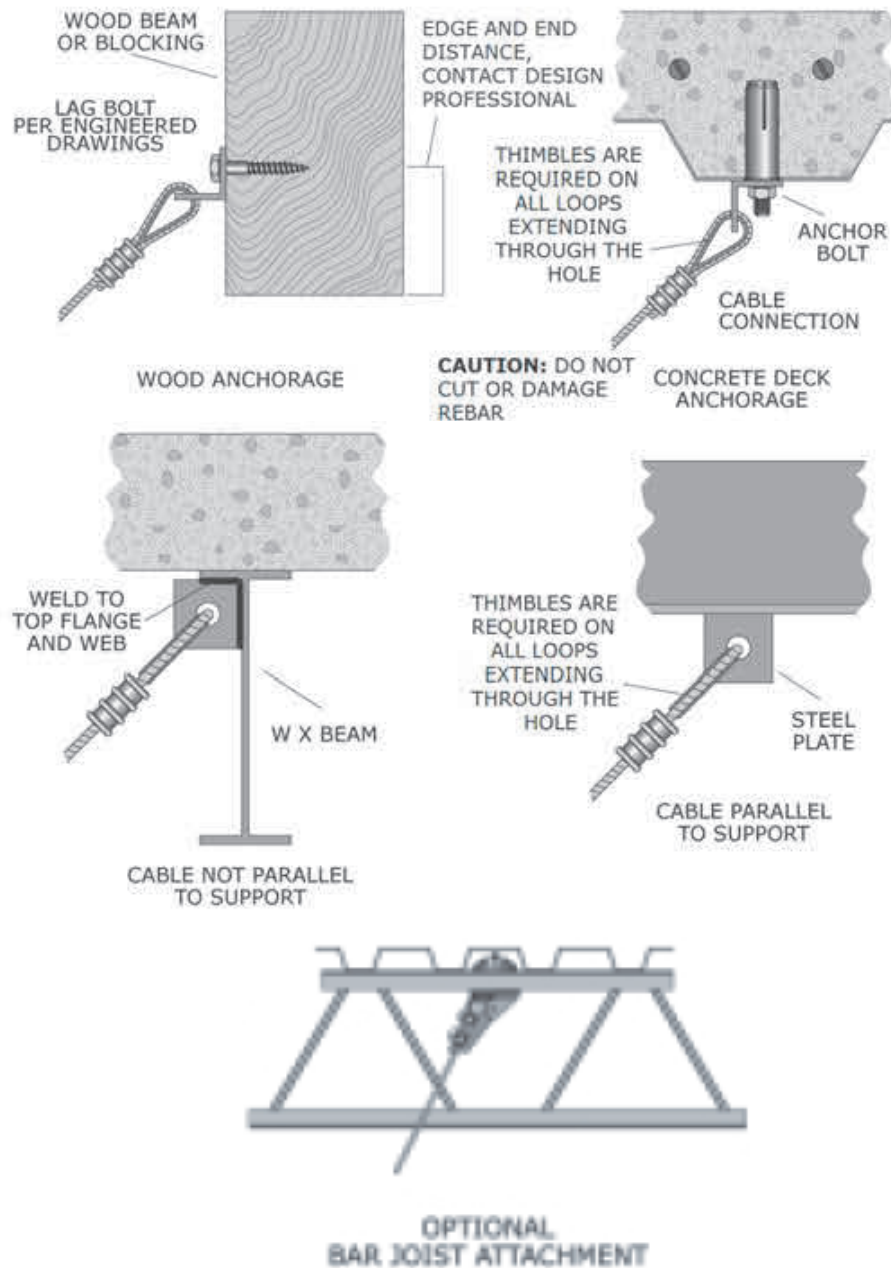 WOOD BEAM
OR BLOCKING
LAG BOLT
PER ENGINEERED
DRAWINGS
EDGE AND END
DISTANCE,
CONTACT DESIGN
PROFESSIONAL
WOOD ANCHORAGE
THIMBLES ARE
REQUIRED ON
ALL LOOPS
EXTENDING
THROUGH THE
HOLE
ANCHOR
BOLT
CABLE
CONNECTION
CAUTION: DO NOT
CUT OR DAMAGE
REBAR
CONCRETE DECK
ANCHORAGE
WELD TO
TOP FLANGE
AND WEB
W X BEAM
CABLE NOT PARALLEL
TO SUPPORT
THIMBLES ARE
REQUIRED ON
ALL LOOPS
EXTENDING
THROUGH THE
HOLE
STEEL
PLATE
CABLE PARALLEL
TO SUPPORT
OPTIONAL
BAR JOIST ATTACHMENT